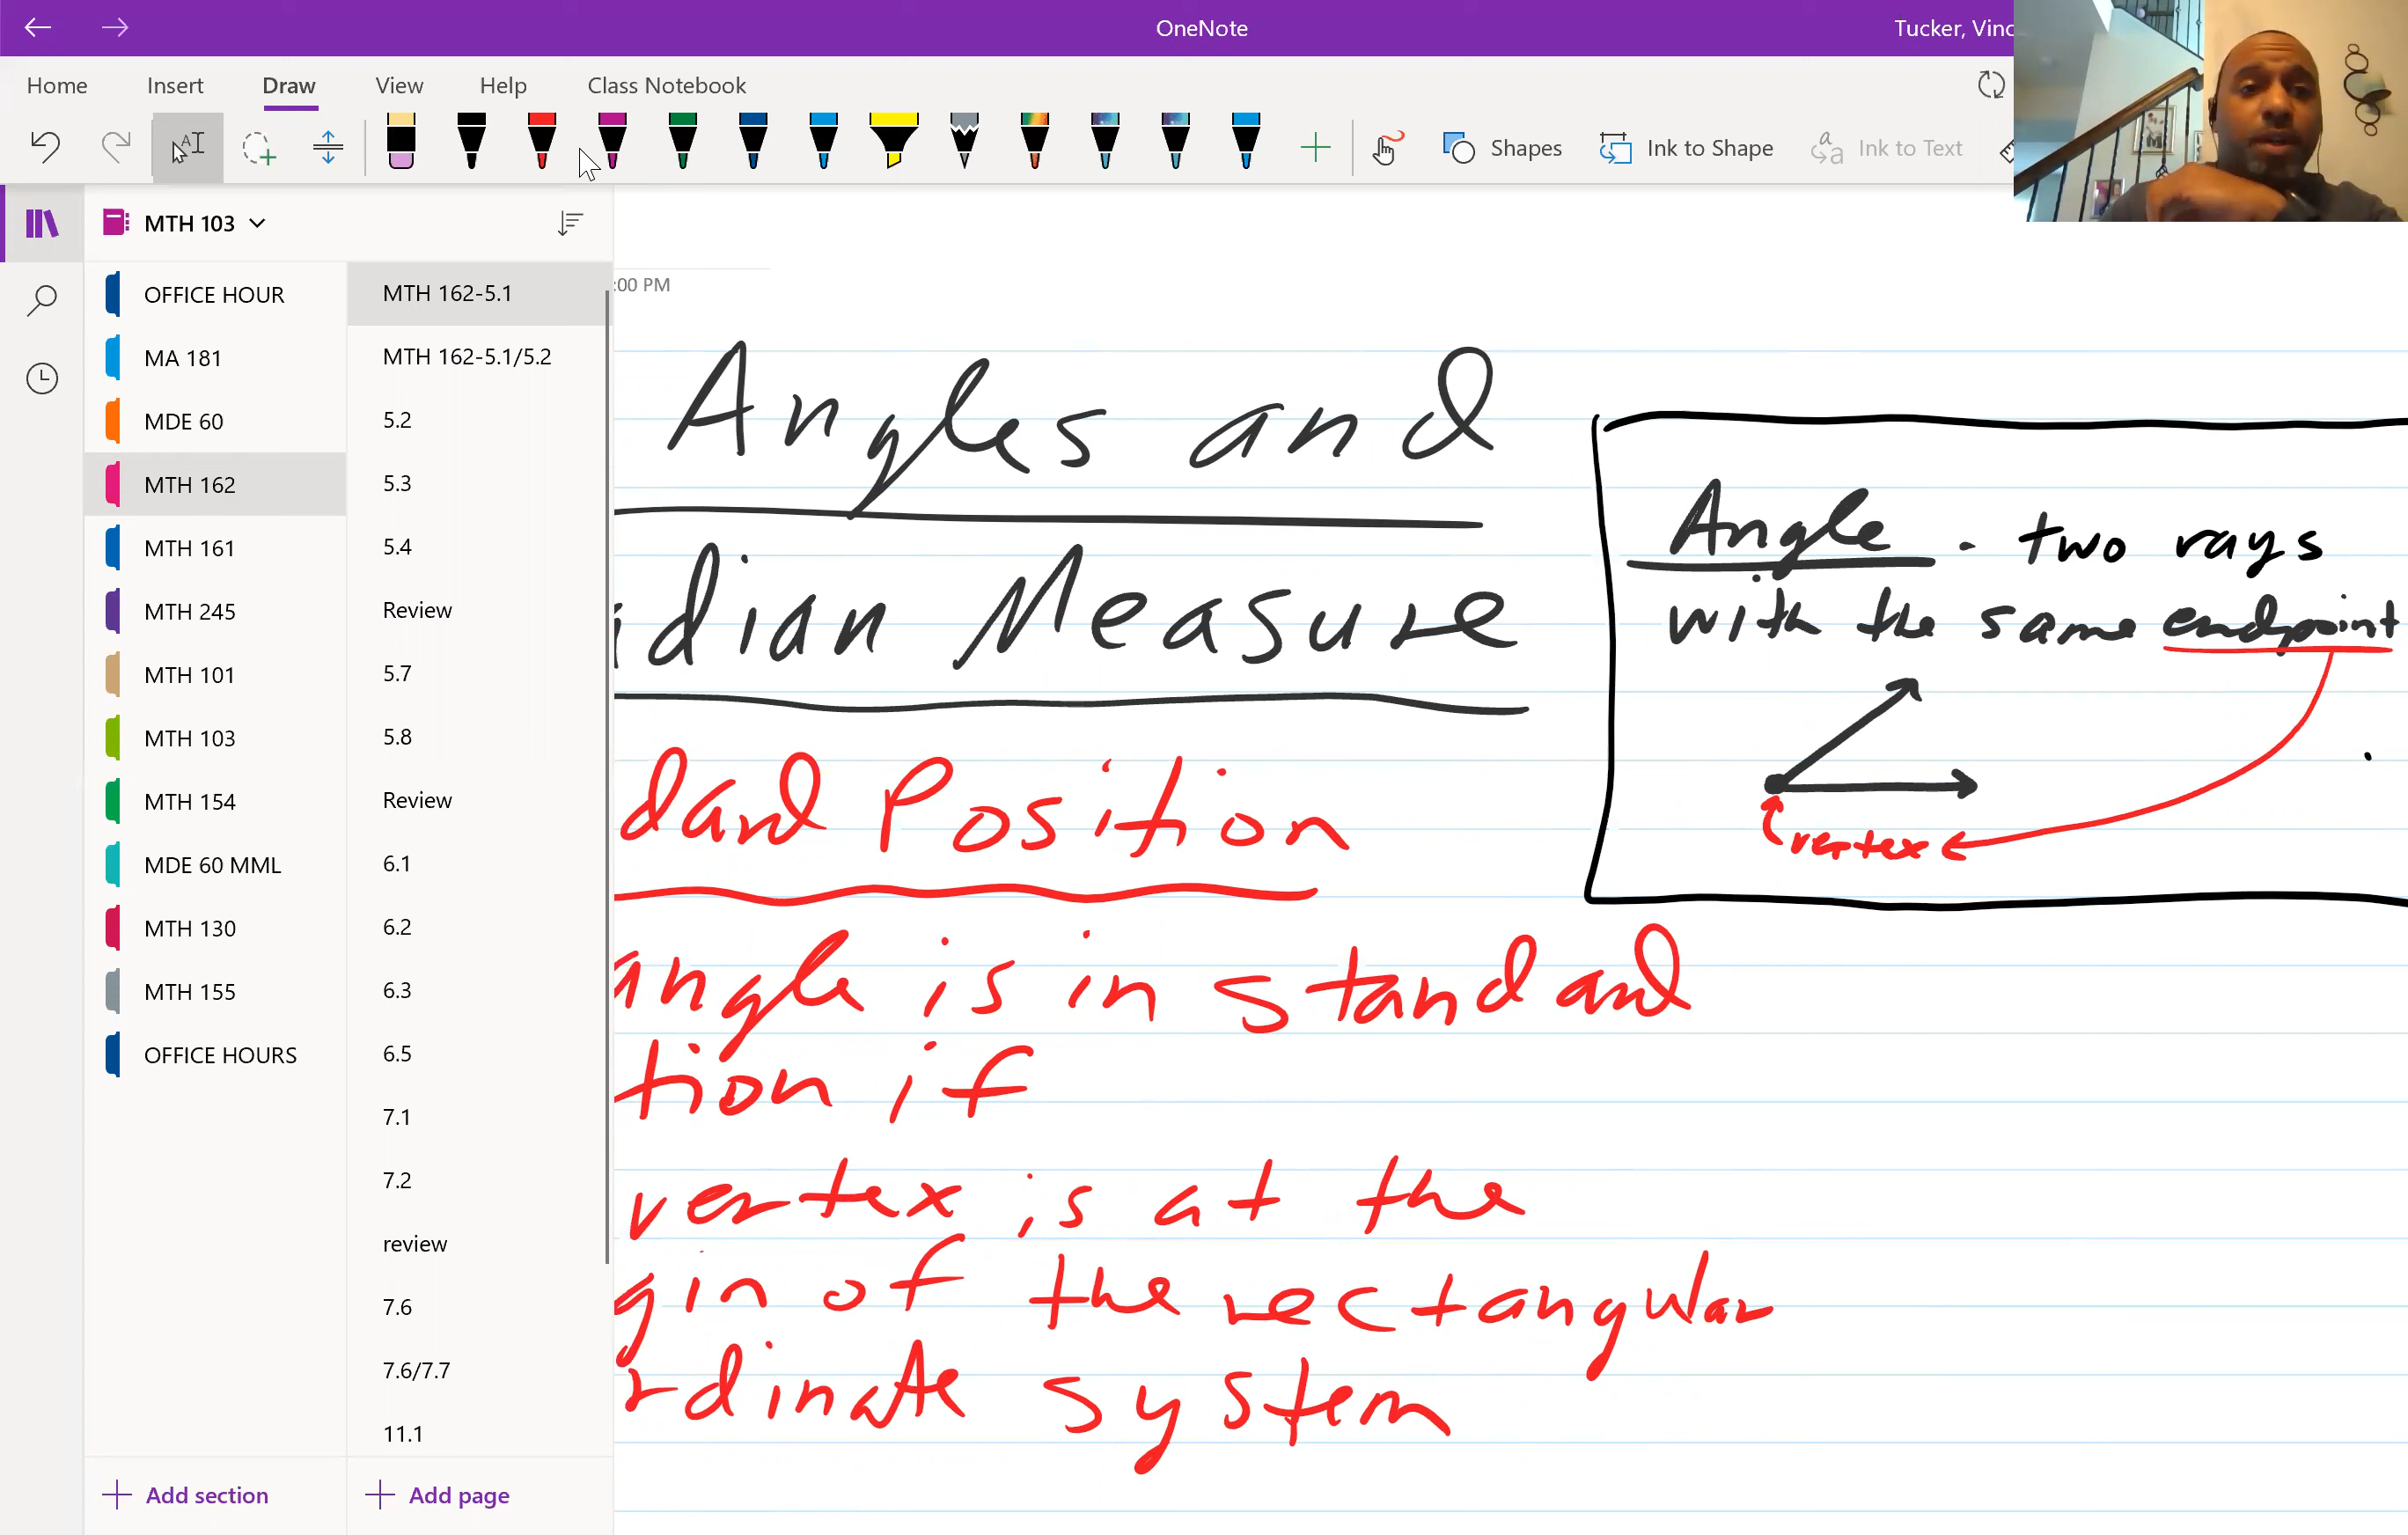 OneNote
Tucker, Vinc
Home Insert Draw View Help Class Notebook
Shapes Ink to Shape Ink to Text
MTH 103
OFFICE HOUR
MA 181
MDE 60
MTH 162
MTH 161
MTH 245
MTH 101
MTH 103
MTH 154
MDE 60 MML
MTH 130
MTH 155
OFFICE HOURS
Add section
MTH 162-5.1
MTH 162-5.1/5.2
5.2
5.3
5.4
Review
5.7
5.8
Review
6.1
6.2
6.3
6.5
7.1
7.2
review
7.6
7.6/7.7
11.1
Add page
:00 PM
Angles and
dian Measure
dard Position
angle is in standard
tion if
vertex is at the
gin of the rectangular
rdinate system
Angle - two rays
with the same endpoint
vertex